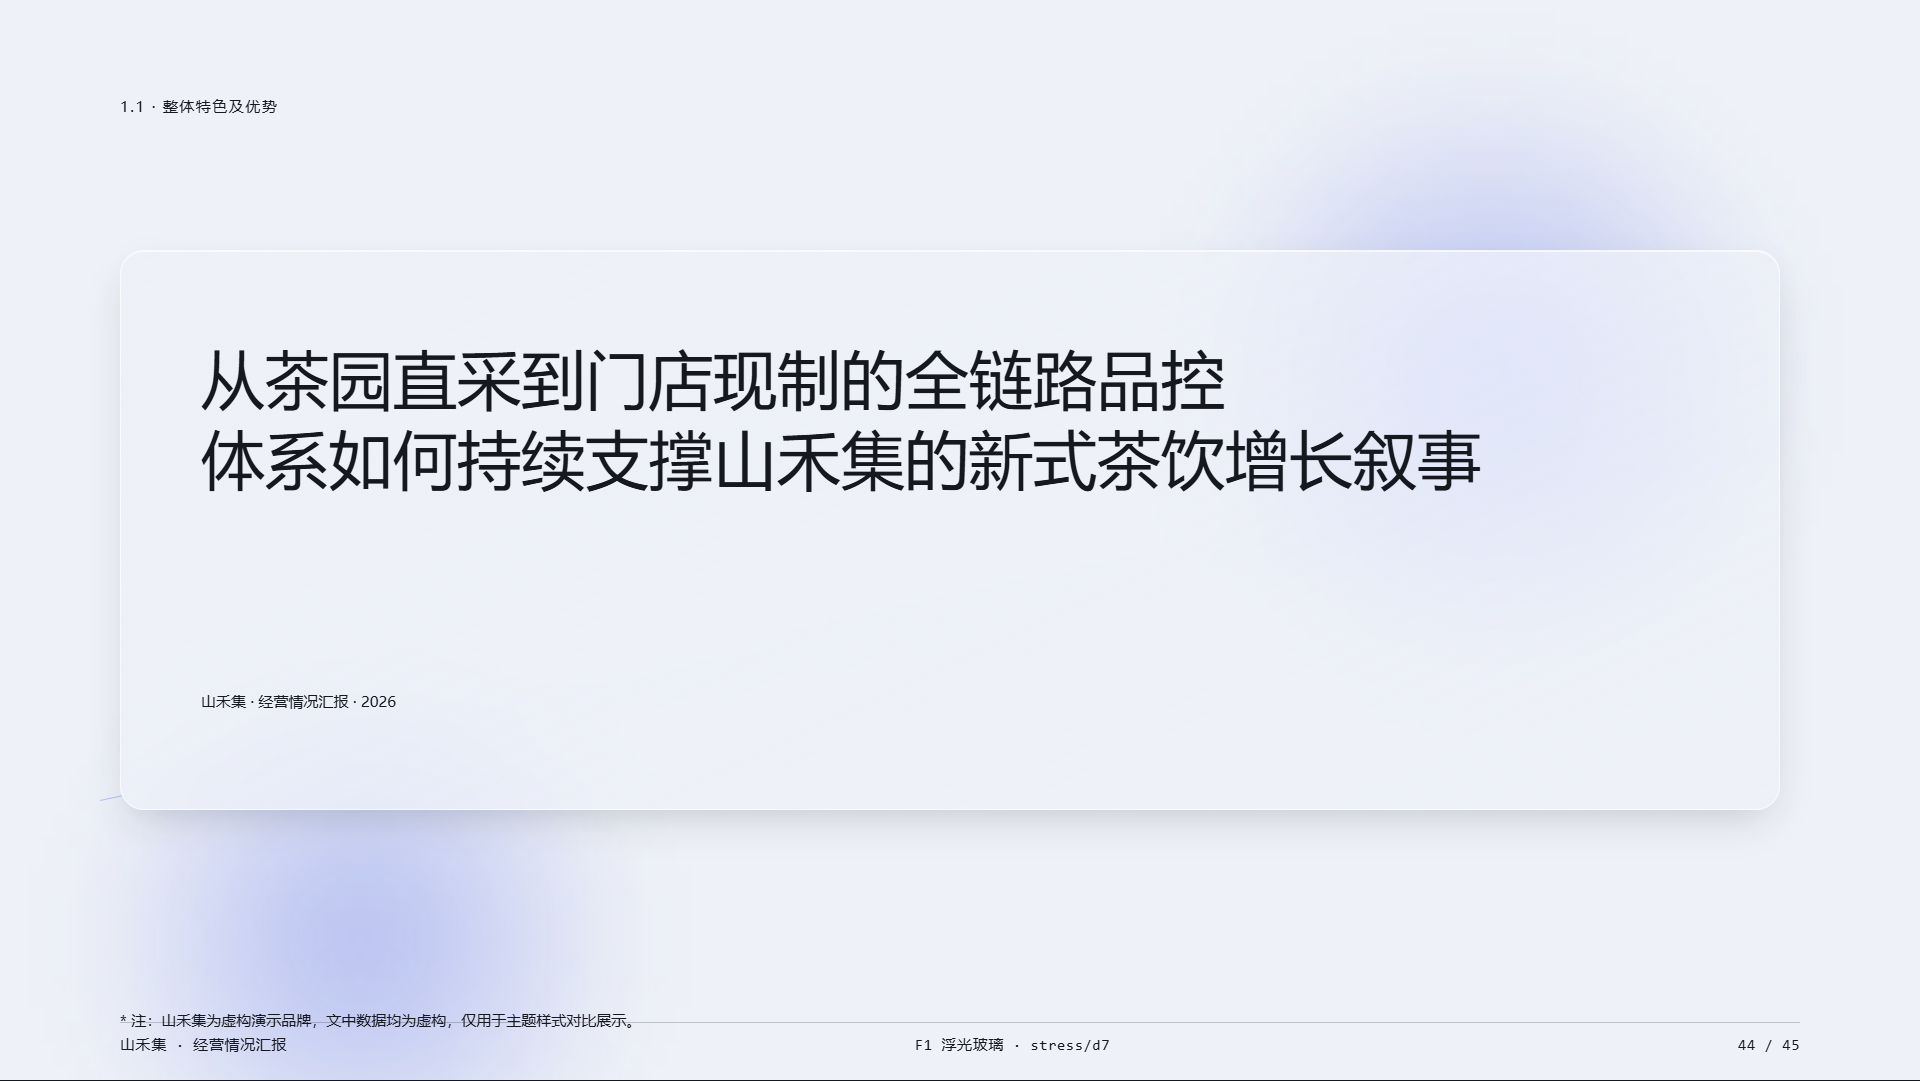 1.1 · 整体特色及优势
从茶园直采到门店现制的全链路品控
体系如何持续支撑山禾集的新式茶饮增长叙事
山禾集 · 经营情况汇报 · 2026
* 注：山禾集为虚构演示品牌，文中数据均为虚构，仅用于主题样式对比展示。
山禾集 · 经营情况汇报
F1 浮光玻璃 · stress/d7
44 / 45